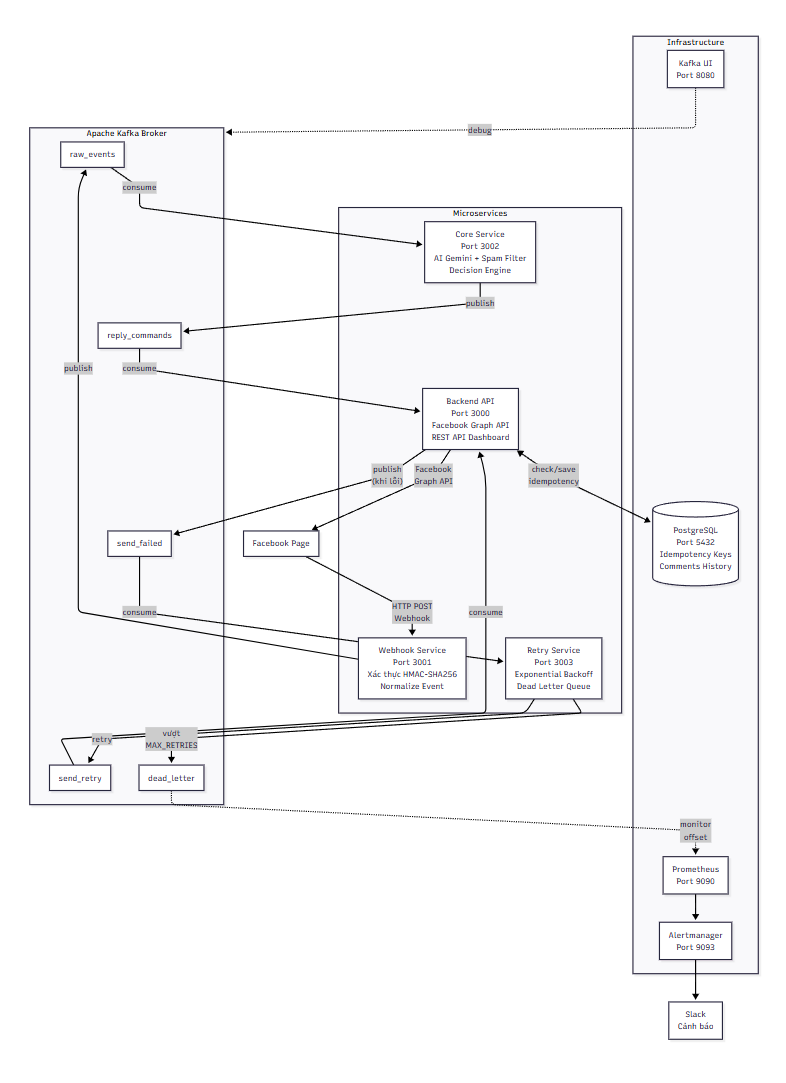 Infrastructure
Kafka UI
Port 8080
debug
Apache Kafka Broker
raw_events
consume
Microservices
Core Service
Port 3002
AI Gemini + Spam Filter
Decision Engine
publish
reply_commands
publish
consume
Backend API
Port 3000
Facebook Graph API
REST API Dashboard
publish
(khi lỗi)
Facebook
Graph API
check/save
idempotency
PostgreSQL
Port 5432
Idempotency Keys
Comments History
send_failed
Facebook Page
consume
HTTP POST
Webhook
consume
Webhook Service
Port 3001
Xác thực HMAC-SHA256
Normalize Event
Retry Service
Port 3003
Exponential Backoff
Dead Letter Queue
retry
vượt
MAX_RETRIES
send_retry
dead_letter
monitor
offset
Prometheus
Port 9090
Alertmanager
Port 9093
Slack
Cảnh báo